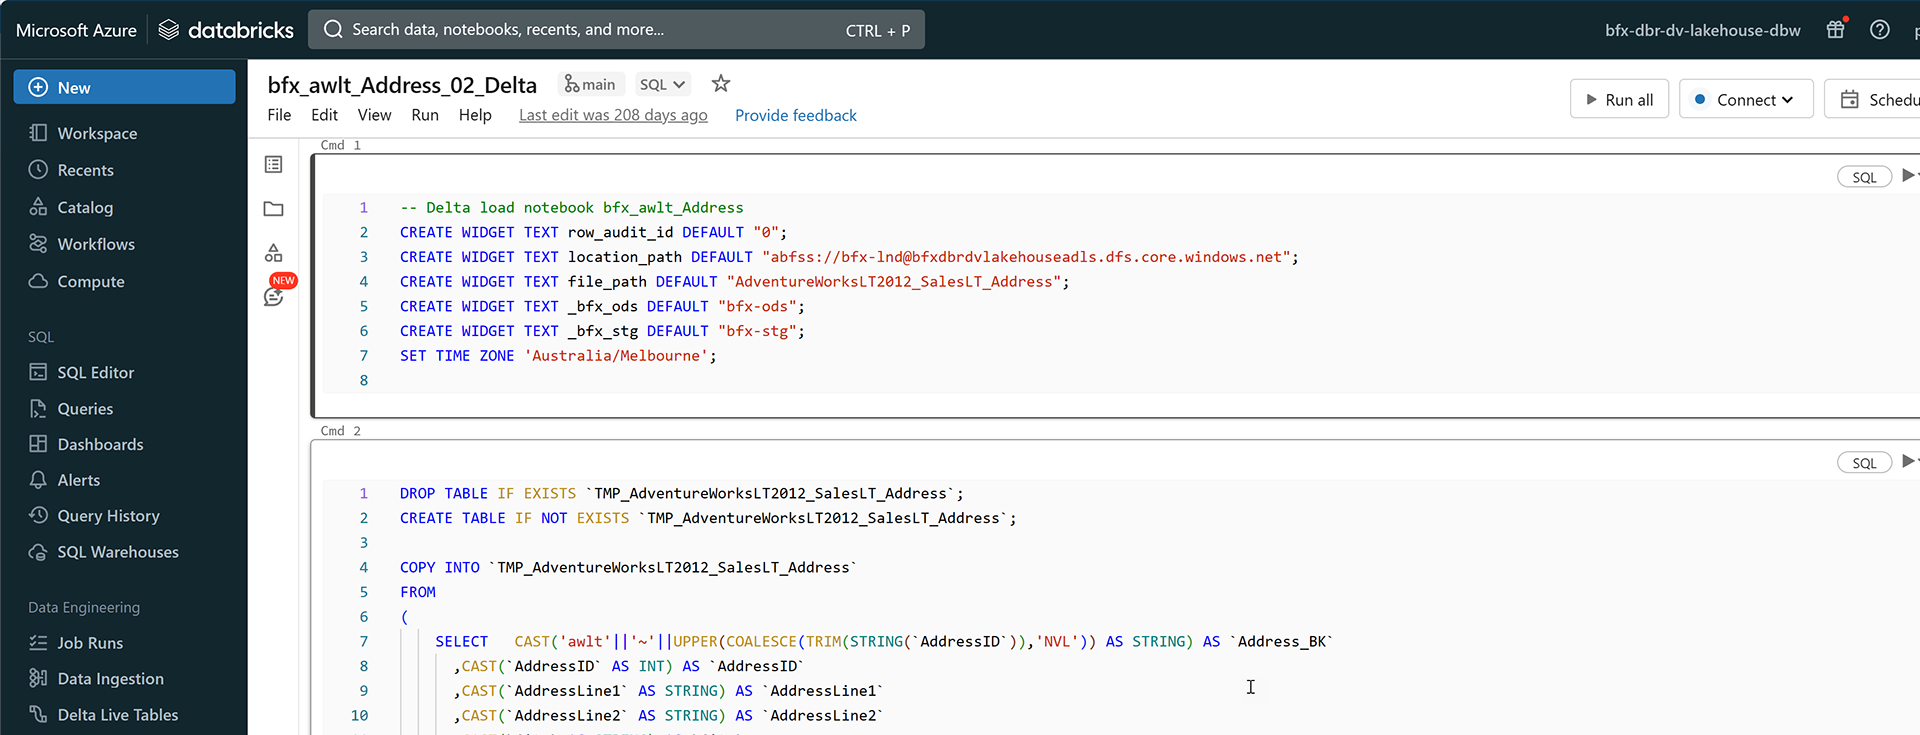 Microsoft Azure databricks Search data, notebooks, recents, and more... CTRL + P bfx-dbr-dv-lakehouse-dbw
New
Workspace
Recents
Catalog
Workflows
Compute
SQL
SQL Editor
Queries
Dashboards
Alerts
Query History
SQL Warehouses
Data Engineering
Job Runs
Data Ingestion
Delta Live Tables
bfx_awlt_Address_02_Delta main SQL
File Edit View Run Help Last edit was 208 days ago Provide feedback
Run all Connect Schedu
NEW
Cmd 1
SQL
1 -- Delta load notebook bfx_awlt_Address
2 CREATE WIDGET TEXT row_audit_id DEFAULT "0";
3 CREATE WIDGET TEXT location_path DEFAULT "abfss://bfx-lnd@bfxdbrdvlakehouseadls.dfs.core.windows.net";
4 CREATE WIDGET TEXT file_path DEFAULT "AdventureWorksLT2012_SalesLT_Address";
5 CREATE WIDGET TEXT _bfx_ods DEFAULT "bfx-ods";
6 CREATE WIDGET TEXT _bfx_stg DEFAULT "bfx-stg";
7 SET TIME ZONE 'Australia/Melbourne';
8
Cmd 2
SQL
1 DROP TABLE IF EXISTS `TMP_AdventureWorksLT2012_SalesLT_Address`;
2 CREATE TABLE IF NOT EXISTS `TMP_AdventureWorksLT2012_SalesLT_Address`;
3
4 COPY INTO `TMP_AdventureWorksLT2012_SalesLT_Address`
5 FROM
6 (
7 SELECT CAST('awlt'||'~'||UPPER(COALESCE(TRIM(STRING(`AddressID`)),'NVL')) AS STRING) AS `Address_BK`
8 ,CAST(`AddressID` AS INT) AS `AddressID`
9 ,CAST(`AddressLine1` AS STRING) AS `AddressLine1`
10 ,CAST(`AddressLine2` AS STRING) AS `AddressLine2`